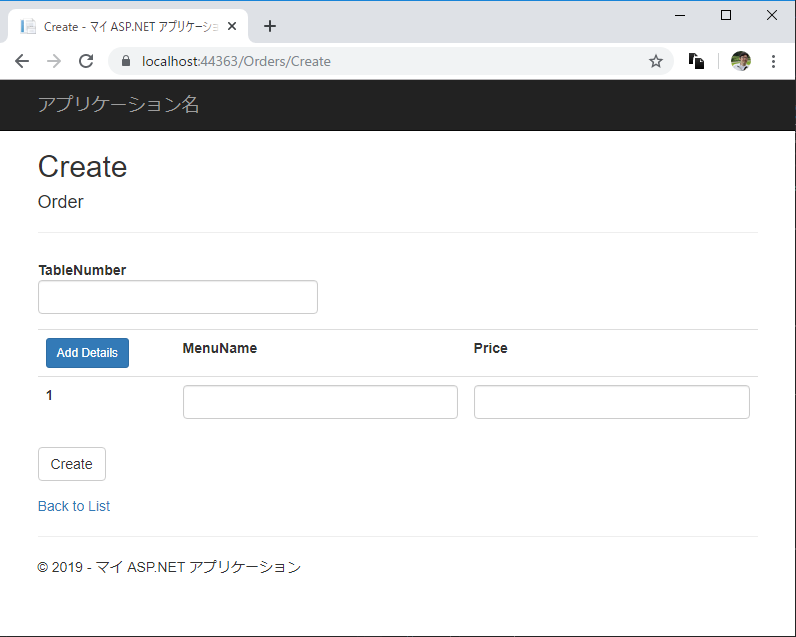 Create - マイ ASP.NET アプリケーシ
localhost:44363/Orders/Create
アプリケーション名
Create
Order
TableNumber
Add Details MenuName Price
1
Create
Back to List
© 2019 - マイ ASP.NET アプリケーション